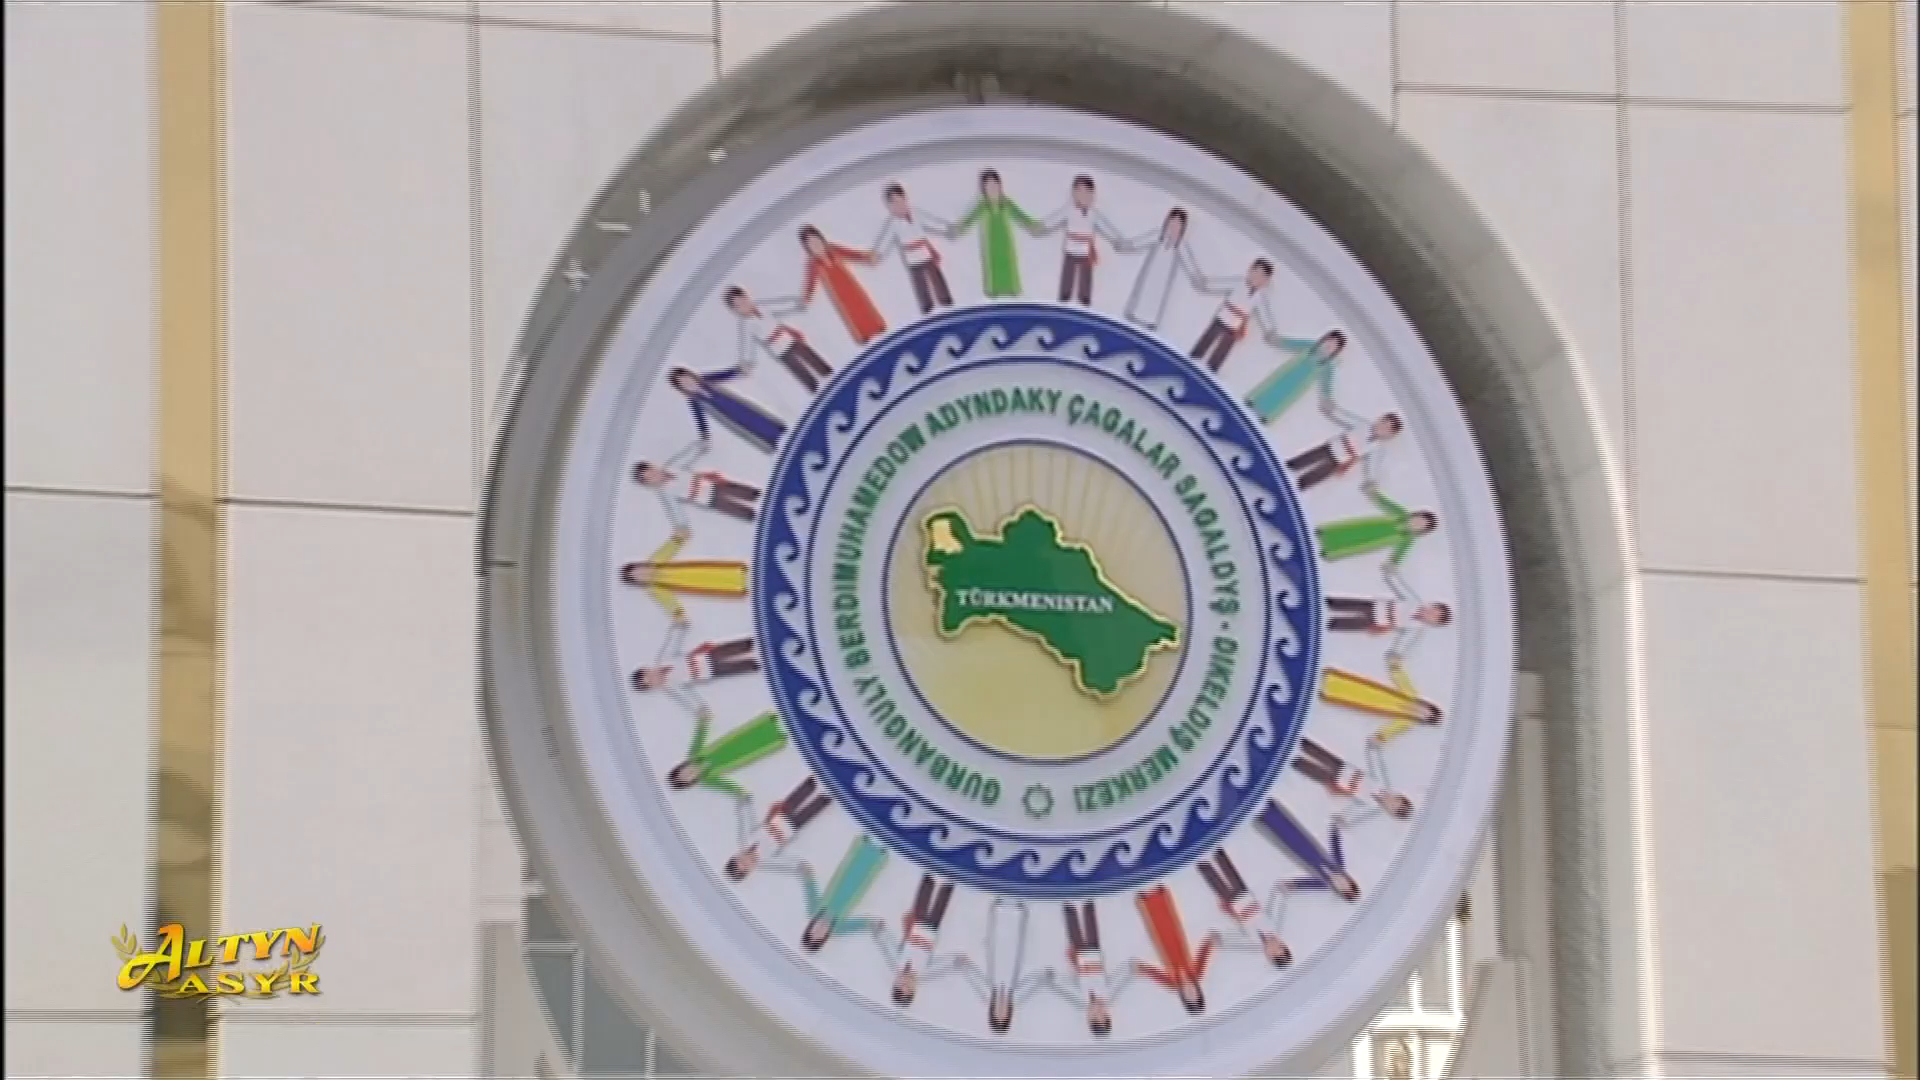 GURBANGULY BERDIMUHAMEDOW ADYNDAKY ÇAGALAR SAGALDYŞ - DIKELDIŞ MERKEZI
TÜRKMENISTAN
ALTYN
ASYR